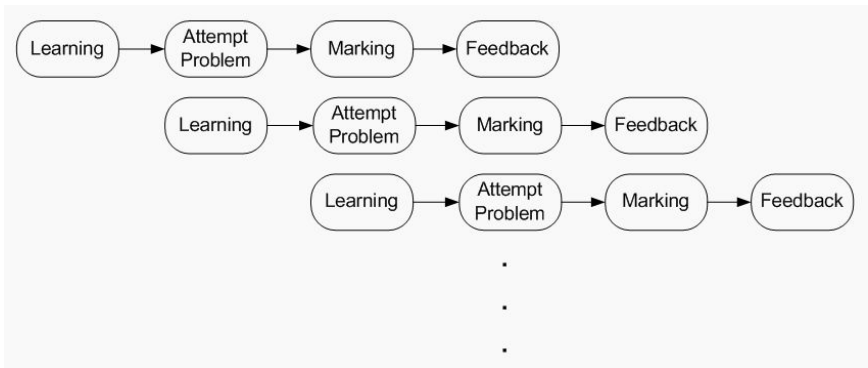 Learning
Attempt
Problem
Marking
Feedback
Learning
Attempt
Problem
Marking
Feedback
Learning
Attempt
Problem
Marking
Feedback